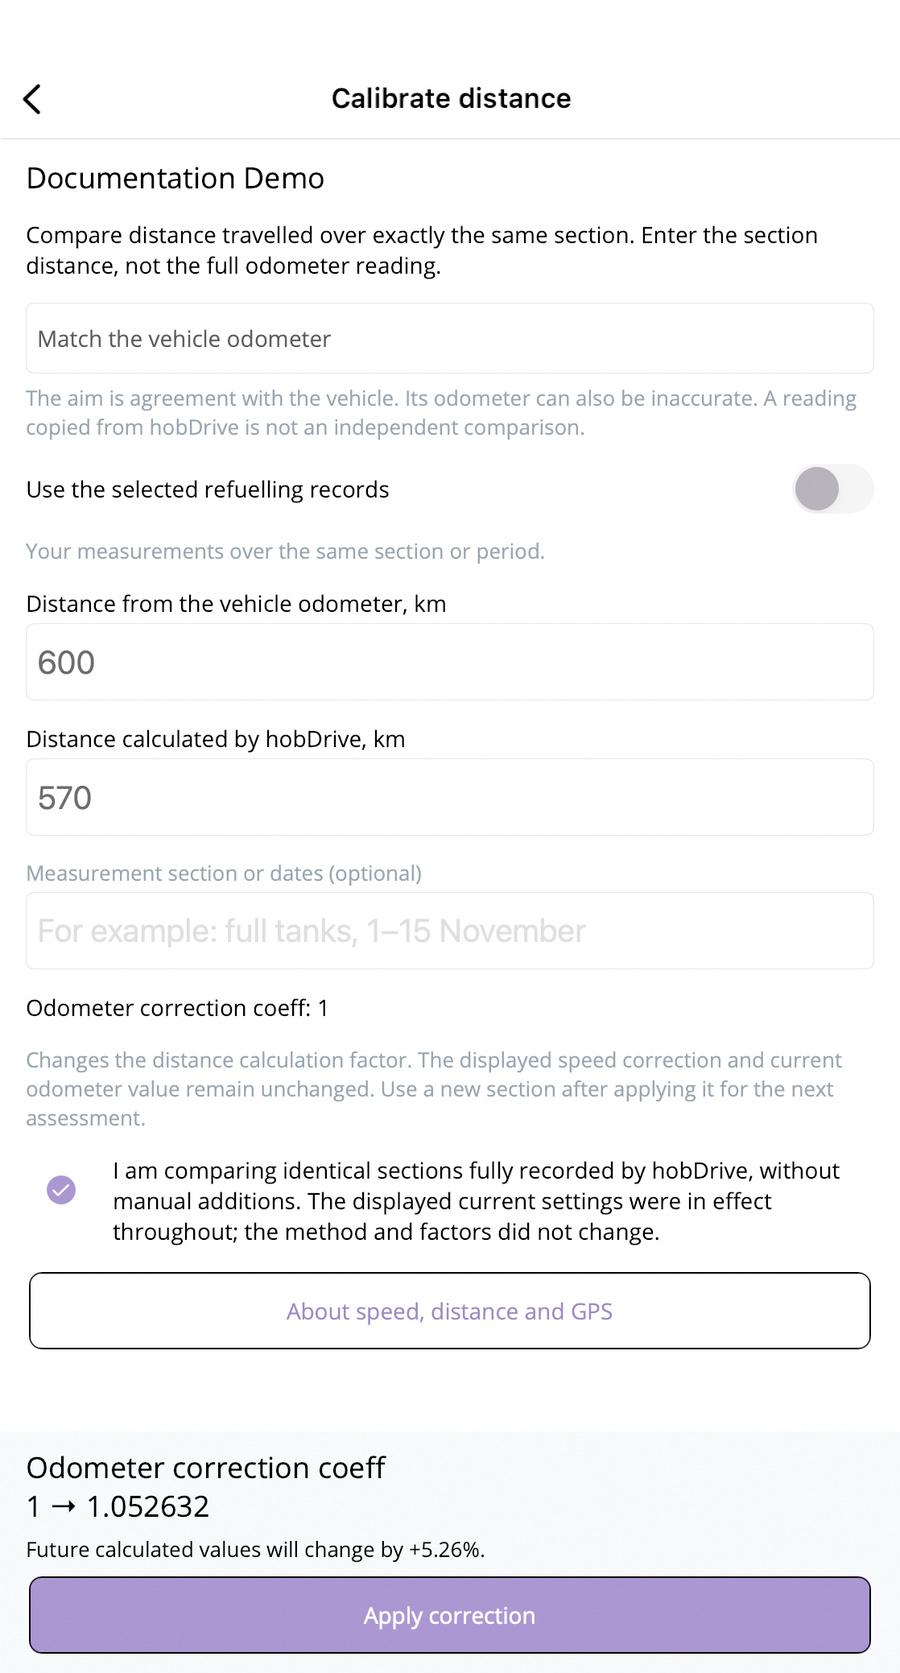 Calibrate distance
Documentation Demo
Compare distance travelled over exactly the same section. Enter the section
distance, not the full odometer reading.
Match the vehicle odometer
The aim is agreement with the vehicle. Its odometer can also be inaccurate. A reading
copied from hobDrive is not an independent comparison.
Use the selected refuelling records
Your measurements over the same section or period.
Distance from the vehicle odometer, km
600
Distance calculated by hobDrive, km
570
Measurement section or dates (optional)
For example: full tanks, 1–15 November
Odometer correction coeff: 1
Changes the distance calculation factor. The displayed speed correction and current
odometer value remain unchanged. Use a new section after applying it for the next
assessment.
I am comparing identical sections fully recorded by hobDrive, without
manual additions. The displayed current settings were in effect
throughout; the method and factors did not change.
About speed, distance and GPS
Odometer correction coeff
1 → 1.052632
Future calculated values will change by +5.26%.
Apply correction